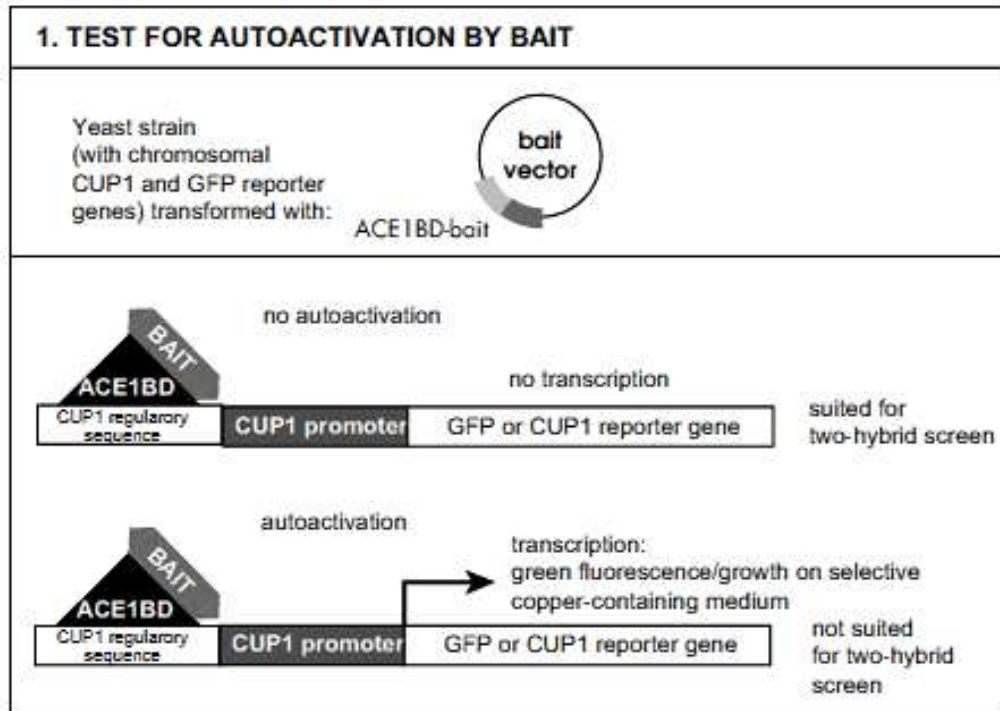 1. TEST FOR AUTOACTIVATION BY BAIT
Yeast strain
(with chromosomal
CUP1 and GFP reporter
genes) transformed with:
bait
vector
ACE1BD-bait
no autoactivation
BAIT
ACE1BD
no transcription
CUP1 regularory
sequence
CUP1 promoter
GFP or CUP1 reporter gene
suited for
two-hybrid screen
autoactivation
transcription:
green fluorescence/growth on selective
copper-containing medium
BAIT
ACE1BD
CUP1 regularory
sequence
CUP1 promoter
GFP or CUP1 reporter gene
not suited
for two-hybrid
screen